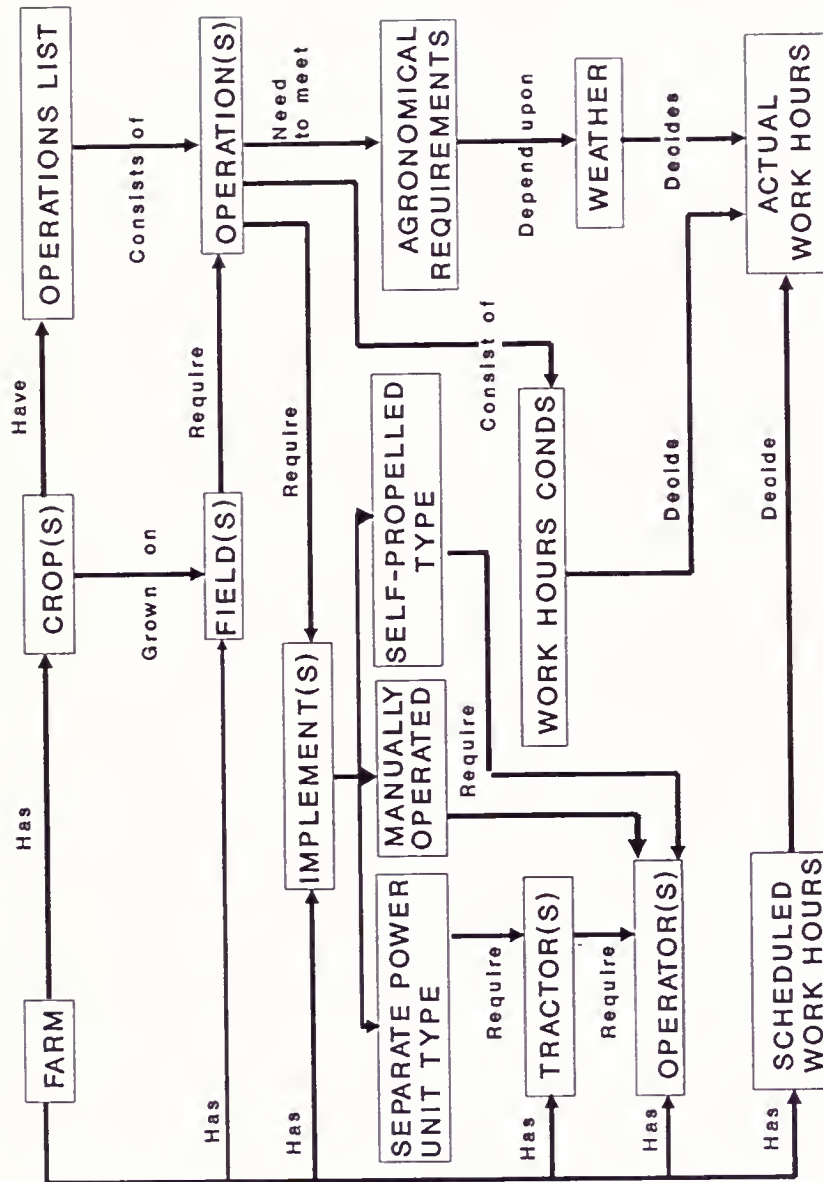 FARM
Has
CROP(S)
Have
OPERATIONS LIST
Grown on
Consists of
Has
FIELD(S)
Require
OPERATION(S)
Has
IMPLEMENT(S)
Require
Need
to meet
SEPARATE POWER
UNIT TYPE
MANUALLY
OPERATED
SELF-PROPELLED
TYPE
AGRONOMICAL
REQUIREMENTS
Require
Require
Consist of
Depend upon
Has
TRACTOR(S)
WORK HOURS CONDS
WEATHER
Require
Has
OPERATOR(S)
Decide
Decides
Has
SCHEDULED
WORK HOURS
Decide
ACTUAL
WORK HOURS